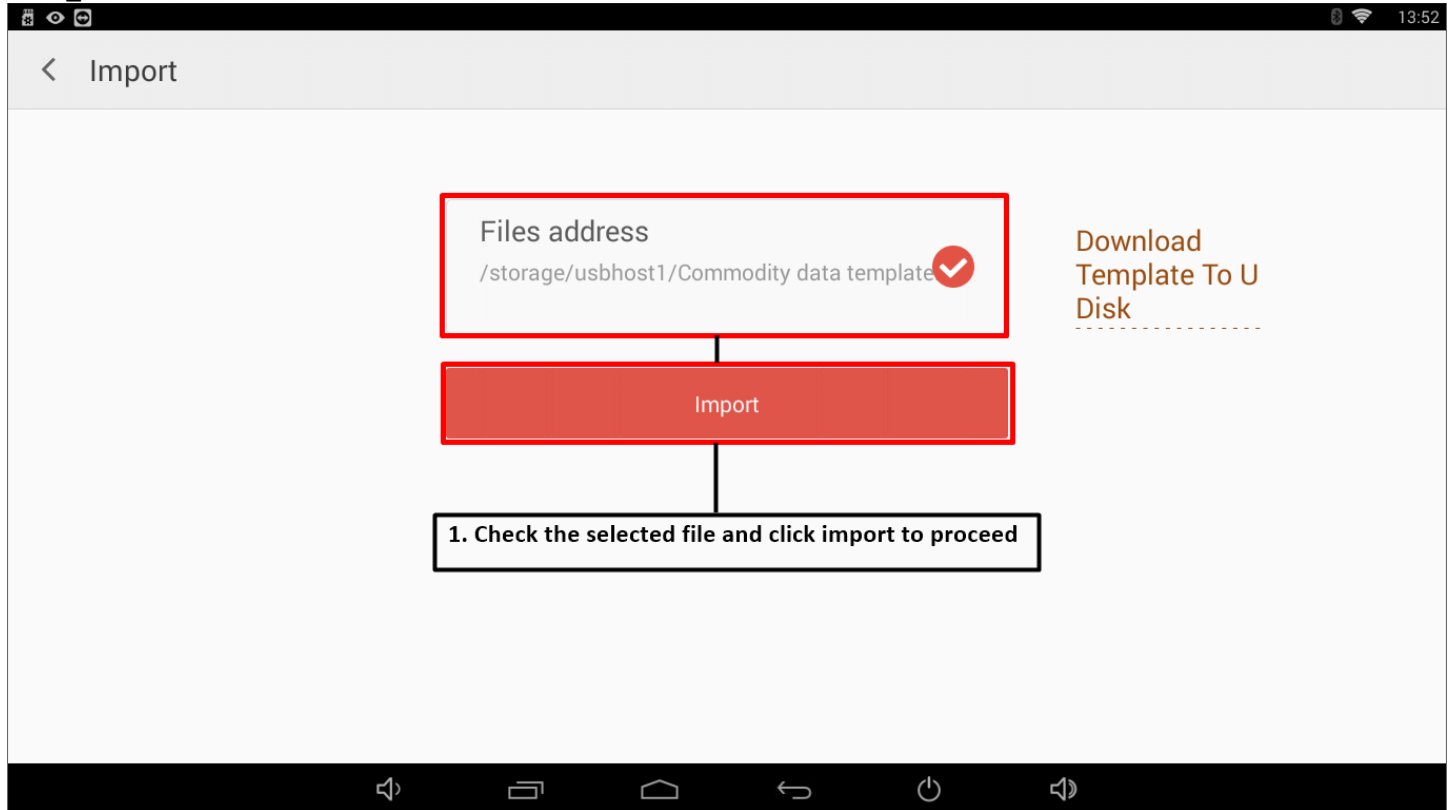 13:52
Import
Files address
/storage/usbhost1/Commodity data template
Download
Template To U
Disk
Import
1. Check the selected file and click import to proceed